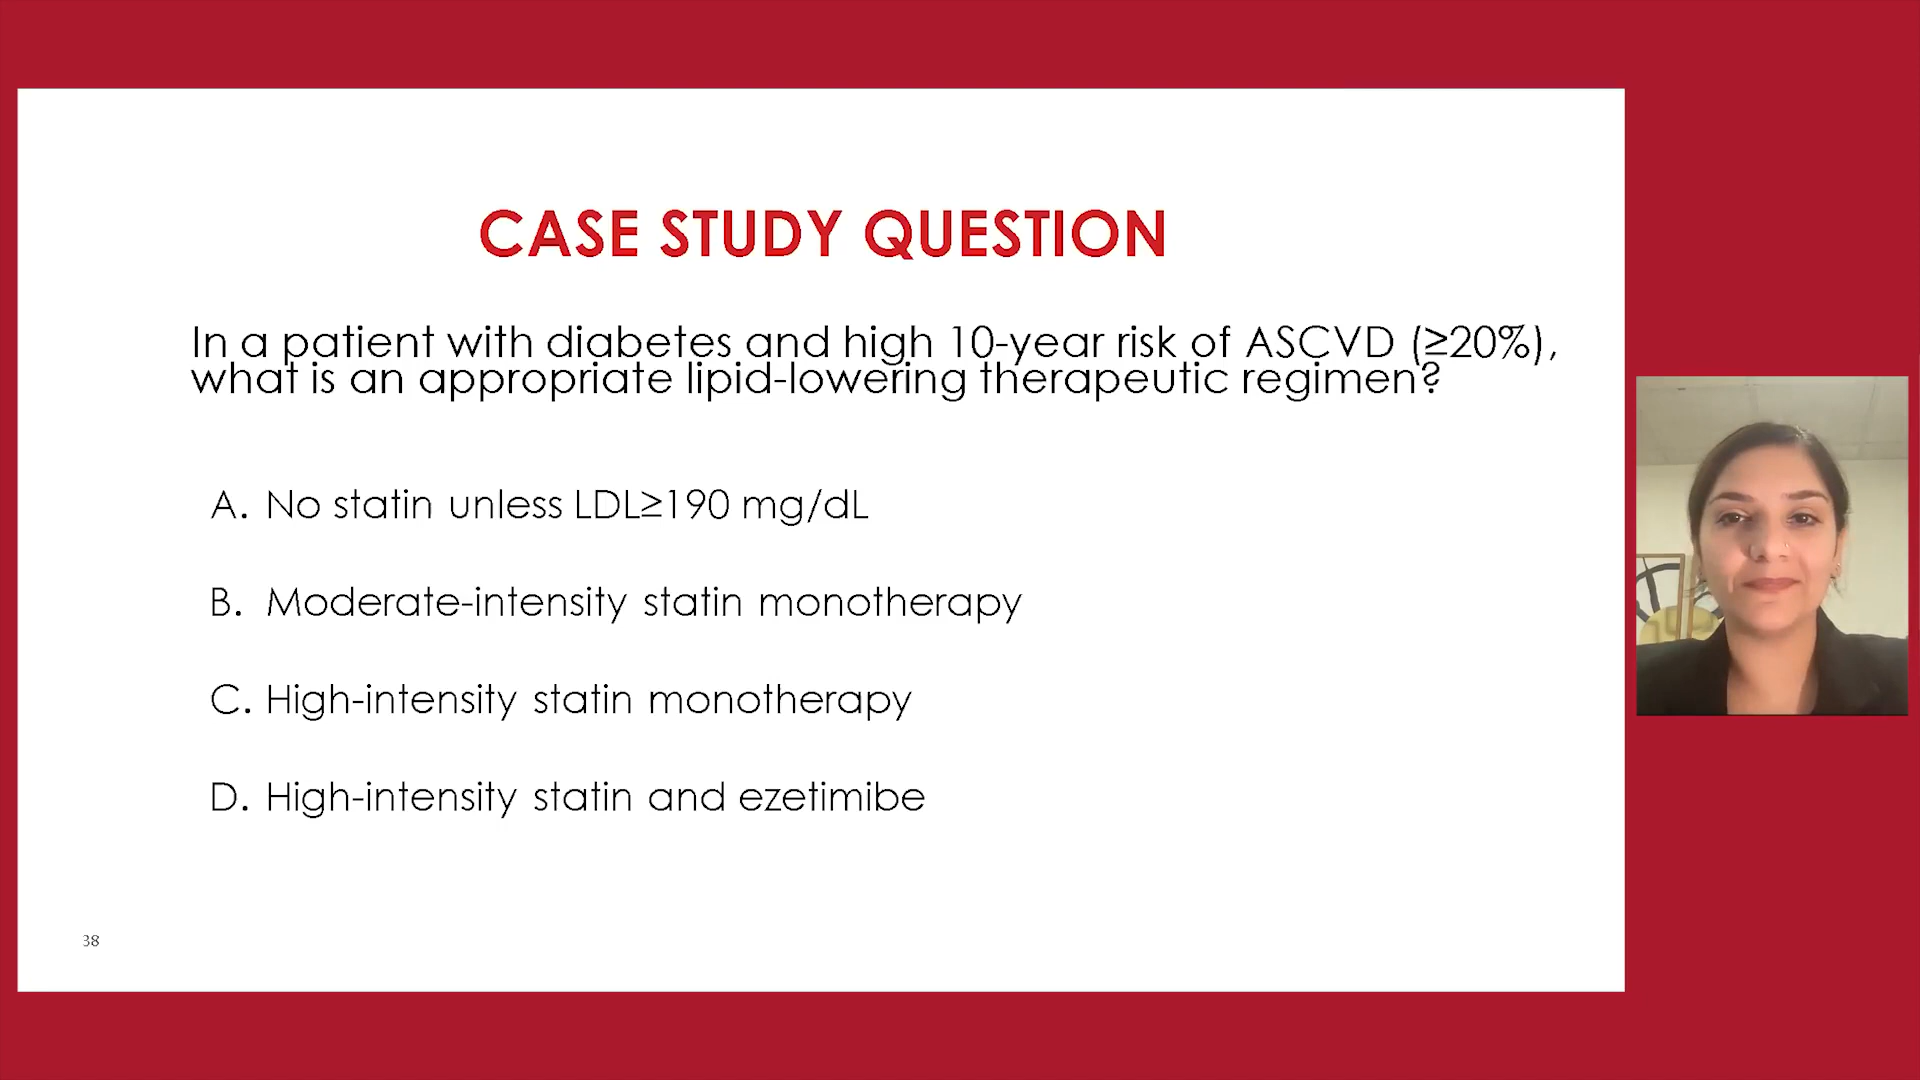 CASE STUDY QUESTION
In a patient with diabetes and high 10-year risk of ASCVD (≥20%),
what is an appropriate lipid-lowering therapeutic regimen?
A. No statin unless LDL≥190 mg/dL
B. Moderate-intensity statin monotherapy
C. High-intensity statin monotherapy
D. High-intensity statin and ezetimibe
38